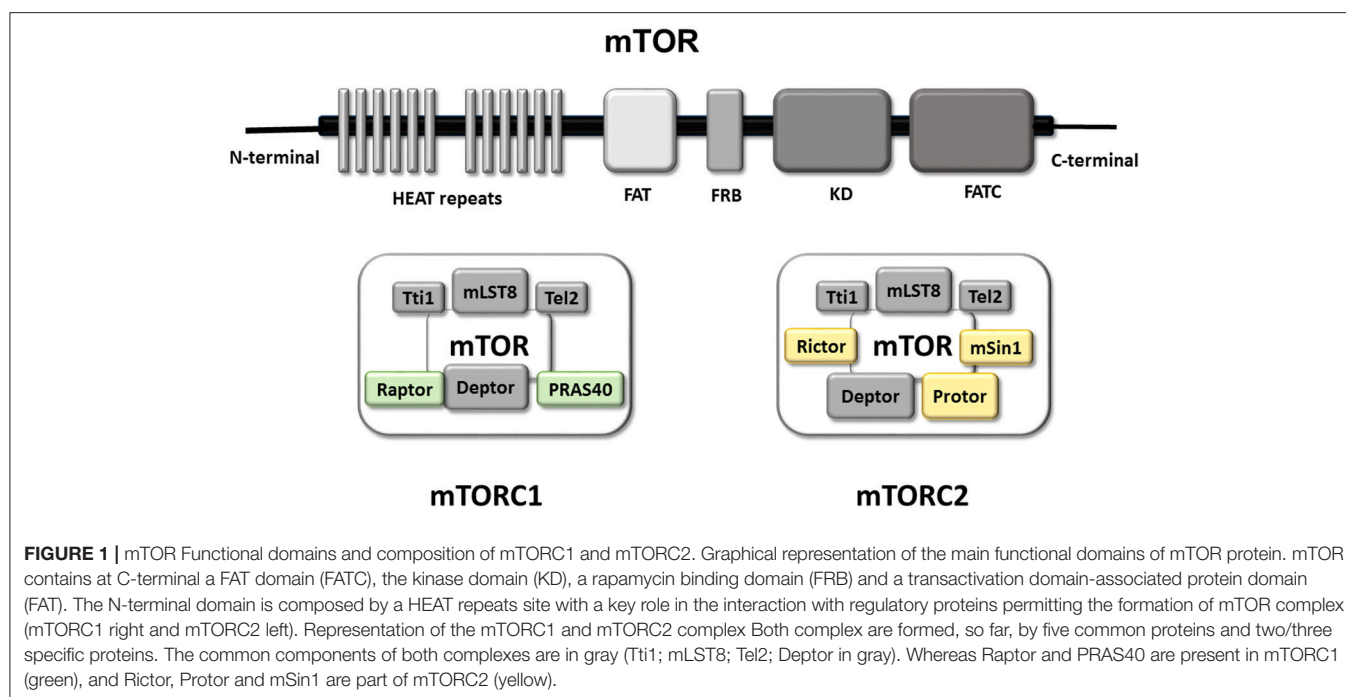 mTOR
N-terminal
C-terminal
HEAT repeats
FAT
FRB
KD
FATC
Tti1
mLST8
Tel2
mTOR
Raptor
Deptor
PRAS40
mTORC1
Tti1
mLST8
Tel2
Rictor
mTOR
mSin1
Deptor
Protor
mTORC2
FIGURE 1 | mTOR Functional domains and composition of mTORC1 and mTORC2. Graphical representation of the main functional domains of mTOR protein. mTOR
contains at C-terminal a FAT domain (FATC), the kinase domain (KD), a rapamycin binding domain (FRB) and a transactivation domain-associated protein domain
(FAT). The N-terminal domain is composed by a HEAT repeats site with a key role in the interaction with regulatory proteins permitting the formation of mTOR complex
(mTORC1 right and mTORC2 left). Representation of the mTORC1 and mTORC2 complex Both complex are formed, so far, by five common proteins and two/three
specific proteins. The common components of both complexes are in gray (Tti1; mLST8; Tel2; Deptor in gray). Whereas Raptor and PRAS40 are present in mTORC1
(green), and Rictor, Protor and mSin1 are part of mTORC2 (yellow).